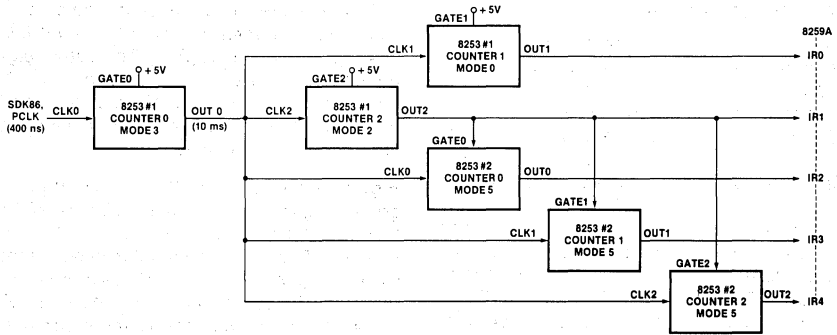 GATE1
+5V
8259A
8253 #1
COUNTER 1
MODE 0
CLK1
OUT1
IR0
GATE0
+5V
GATE2
+5V
SDK86,
PCLK
(400 ns)
CLK0
8253 #1
COUNTER 0
MODE 3
OUT 0
(10 ms)
CLK2
8253 #1
COUNTER 2
MODE 2
OUT2
IR1
GATE0
CLK0
8253 #2
COUNTER 0
MODE 5
OUT0
IR2
GATE1
CLK1
8253 #2
COUNTER 1
MODE 5
OUT1
IR3
GATE2
CLK2
8253 #2
COUNTER 2
MODE 5
OUT2
IR4